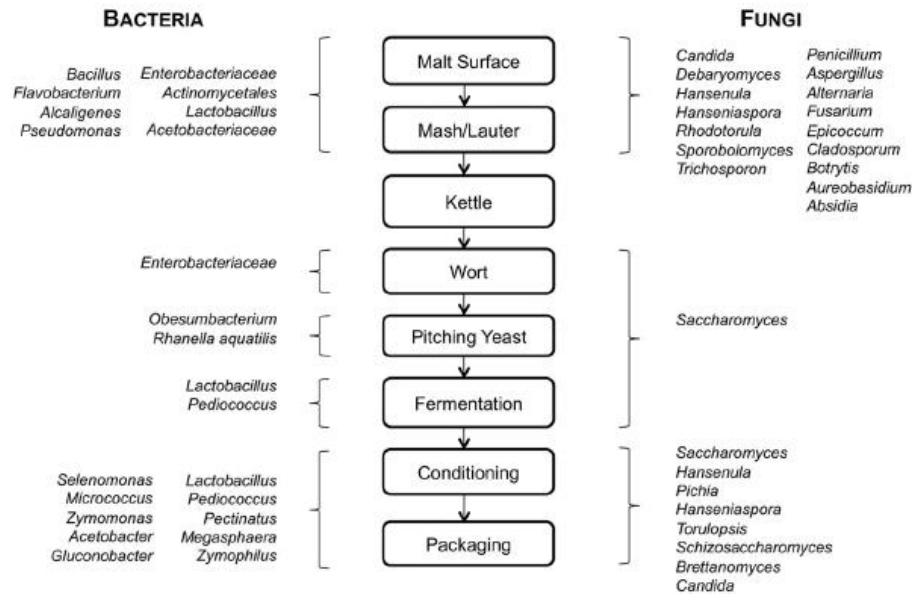 BACTERIA
FUNGI
Bacillus Enterobacteriaceae
Flavobacterium Actinomycetales
Alcaligenes Lactobacillus
Pseudomonas Acetobacteriaceae
Malt Surface
Mash/Lauter
Candida Penicillium
Debaryomyces Aspergillus
Hansenula Alternaria
Hanseniaspora Fusarium
Rhodotorula Epicoccum
Sporobolomyces Cladosporum
Trichosporon Botrytis
Aureobasidium
Absidia
Kettle
Enterobacteriaceae
Wort
Obesumbacterium
Rhanella aquatilis
Pitching Yeast
Saccharomyces
Lactobacillus
Pediococcus
Fermentation
Selenomonas Lactobacillus
Micrococcus Pediococcus
Zymomonas Pectinatus
Acetobacter Megasphaera
Gluconobacter Zymophilus
Conditioning
Packaging
Saccharomyces
Hansenula
Pichia
Hanseniaspora
Torulopsis
Schizosaccharomyces
Brettanomyces
Candida